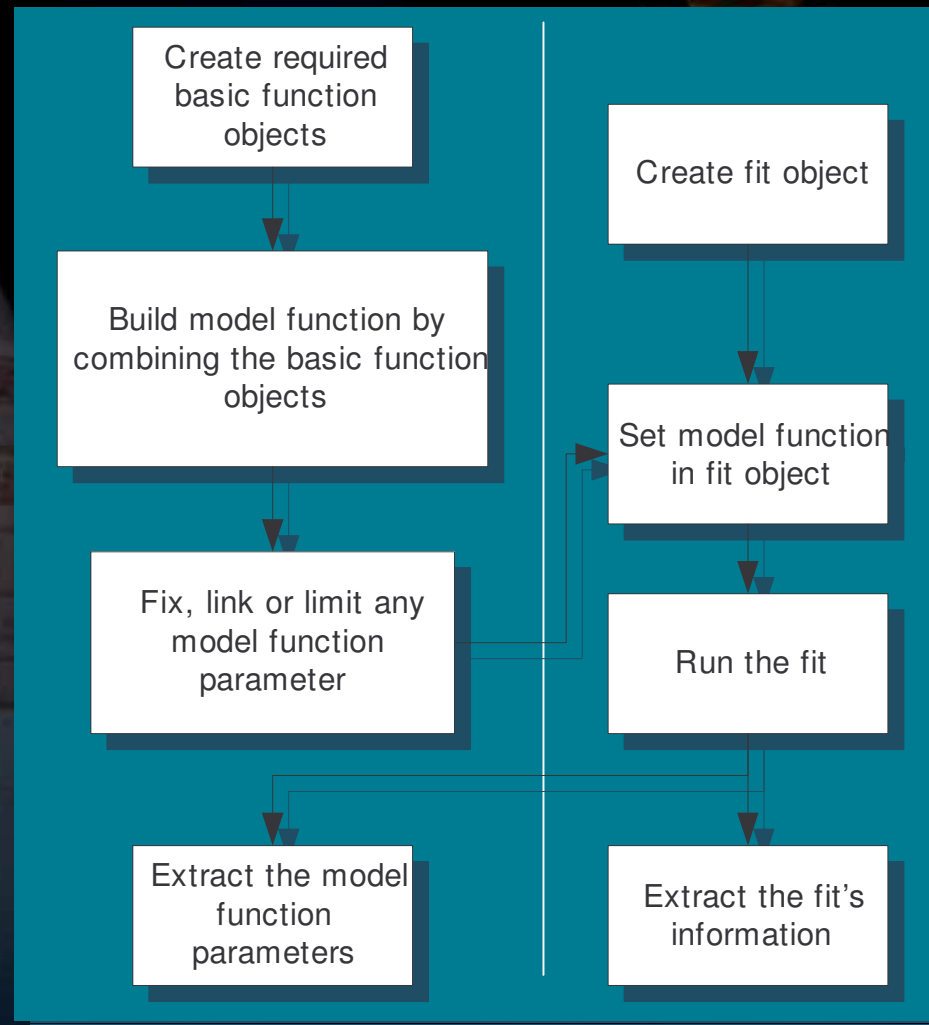 Create required
basic function
objects
Build model function by
combining the basic function
objects
Fix, link or limit any
model function
parameter
Extract the model
function
parameters
Create fit object
Set model function
in fit object
Run the fit
Extract the fit's
information